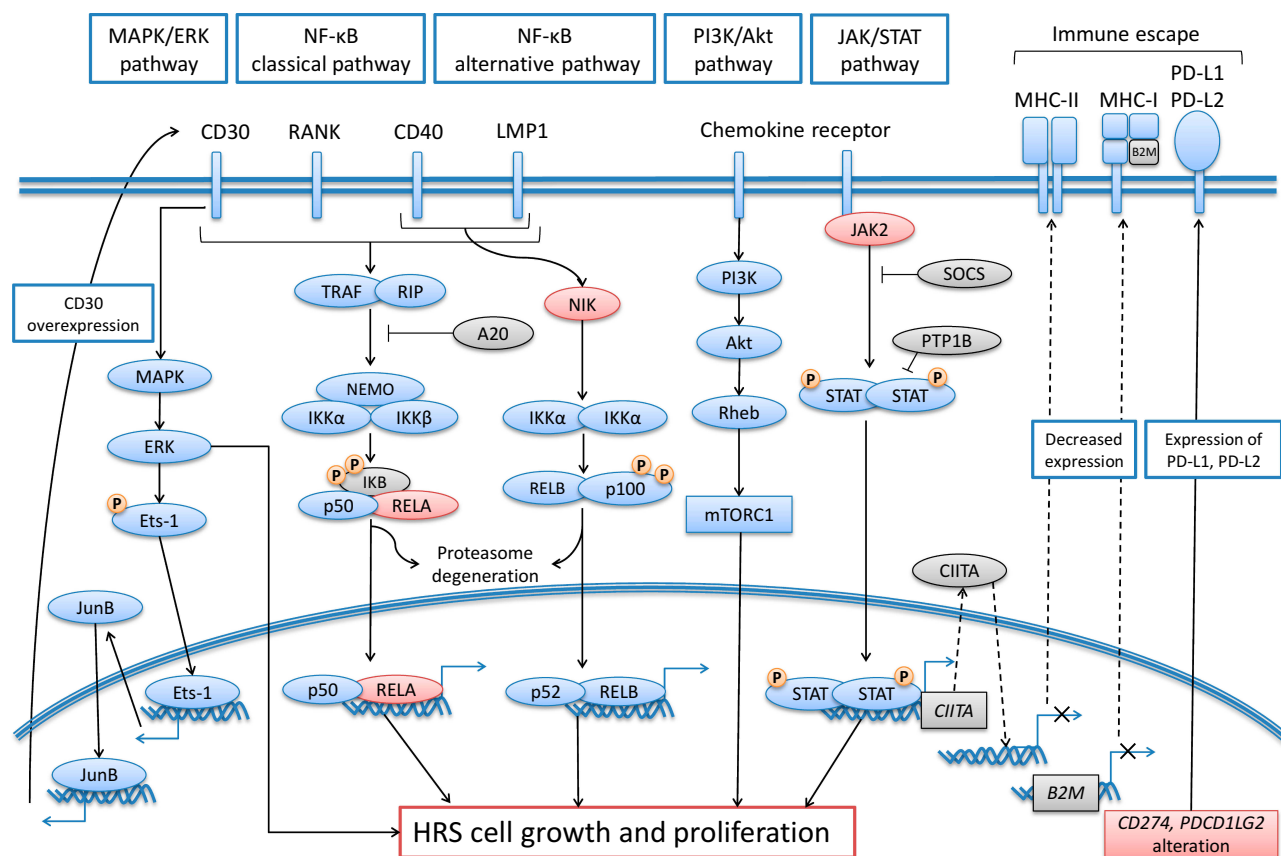 MAPK/ERK
pathway
NF-κB
classical pathway
NF-κB
alternative pathway
PI3K/Akt
pathway
JAK/STAT
pathway
Immune escape
MHC-II
MHC-I
PD-L1
PD-L2
B2M
CD30
RANK
CD40
LMP1
Chemokine receptor
JAK2
CD30
overexpression
TRAF
RIP
NIK
PI3K
SOCS
A20
Akt
PTP1B
MAPK
NEMO
IKKα
IKKβ
IKKα
IKKα
Rheb
P
STAT
STAT
P
ERK
Decreased
expression
Expression of
PD-L1, PD-L2
P
P
IKB
p50
RELA
RELB
p100
P
P
mTORC1
P
Ets-1
Proteasome
degeneration
CIITA
JunB
Ets-1
p50
RELA
p52
RELB
P
STAT
STAT
P
CIITA
JunB
B2M
HRS cell growth and proliferation
CD274, PDCD1LG2
alteration